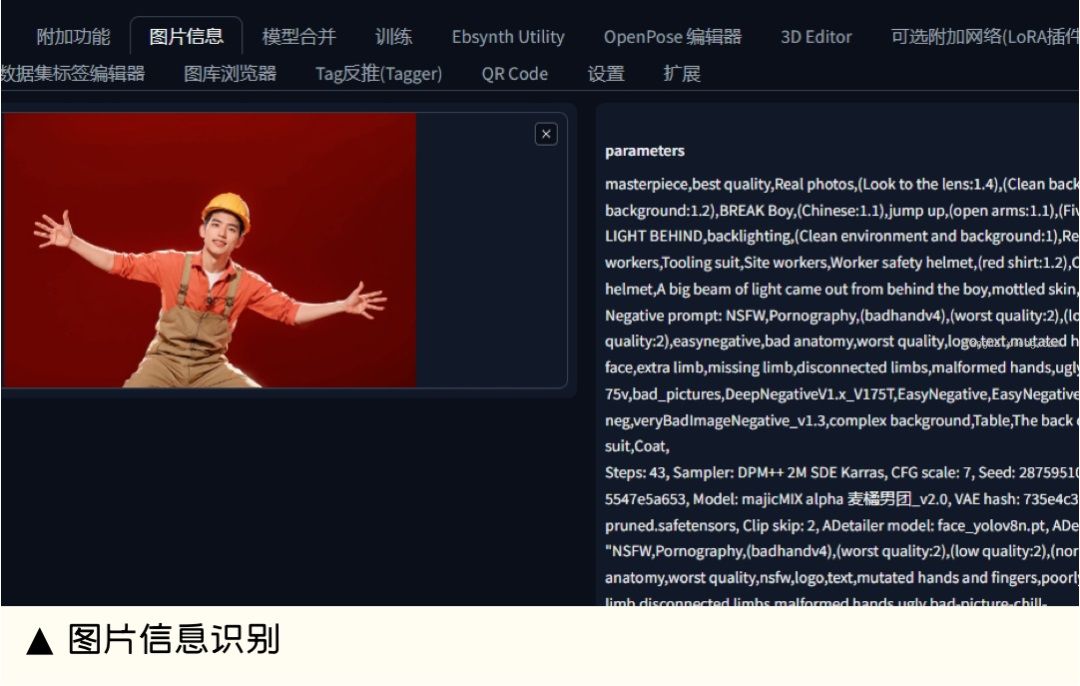 附加功能 图片信息 模型合并 训练 Ebsynth Utility OpenPose 编辑器 3D Editor 可选附加网络(LoRA插件
数据集标签编辑器 图库浏览器 Tag反推(Tagger) QR Code 设置 扩展
parameters
masterpiece,best quality,Real photos,(Look to the lens:1.4),(Clean back
background:1.2),BREAK Boy,(Chinese:1.1),jump up,(open arms:1.1),(Fiv
LIGHT BEHIND,backlighting,(Clean environment and background:1),Re
workers,Tooling suit,Site workers,Worker safety helmet,(red shirt:1.2),C
helmet,A big beam of light came out from behind the boy,mottled skin,
Negative prompt: NSFW,Pornography,(badhandv4),(worst quality:2),(lo
quality:2),easynegative,bad anatomy,worst quality,logo,text,mutated h
face,extra limb,missing limb,disconnected limbs,malformed hands,ugly
75v,bad_pictures,DeepNegativeV1.x_V175T,EasyNegative,EasyNegative
neg,veryBadImageNegative_v1.3,complex background,Table,The back
suit,Coat,
Steps: 43, Sampler: DPM++ 2M SDE Karras, CFG scale: 7, Seed: 2875951
5547e5a653, Model: majicMIX alpha 麦橘男团_v2.0, VAE hash: 735e4c3
pruned.safetensors, Clip skip: 2, ADetailer model: face_yolov8n.pt, ADe
"NSFW,Pornography,(badhandv4),(worst quality:2),(low quality:2),(nor
anatomy,worst quality,nsfw,logo,text,mutated hands and fingers,poorly
limb,disconnected limbs,malformed hands,ugly,bad-picture-chill-
▲ 图片信息识别